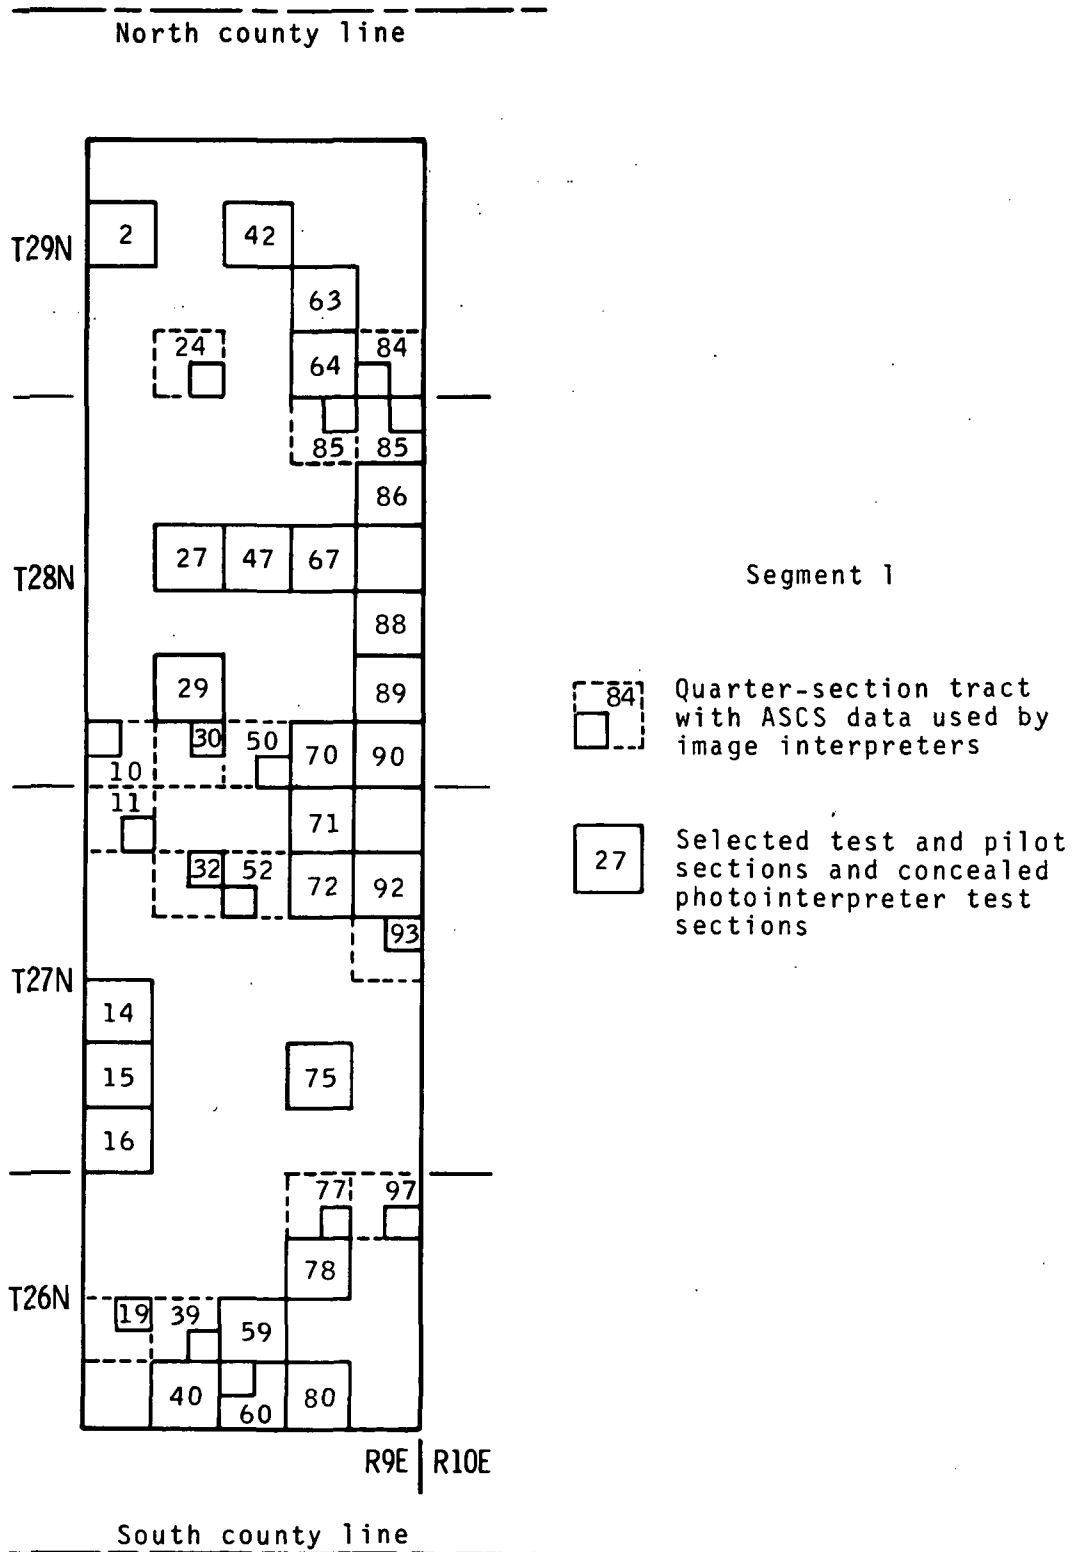 North county line
T29N
2
42
63
24
64
84
85
85
86
T28N
27
47
67
88
29
89
30
50
70
90
10
11
71
32
52
72
92
93
T27N
14
15
75
16
77
97
78
T26N
19
39
59
40
60
80
R9E
R10E
South county line
Segment 1
84
Quarter-section tract
with ASCS data used by
image interpreters
27
Selected test and pilot
sections and concealed
photointerpreter test
sections